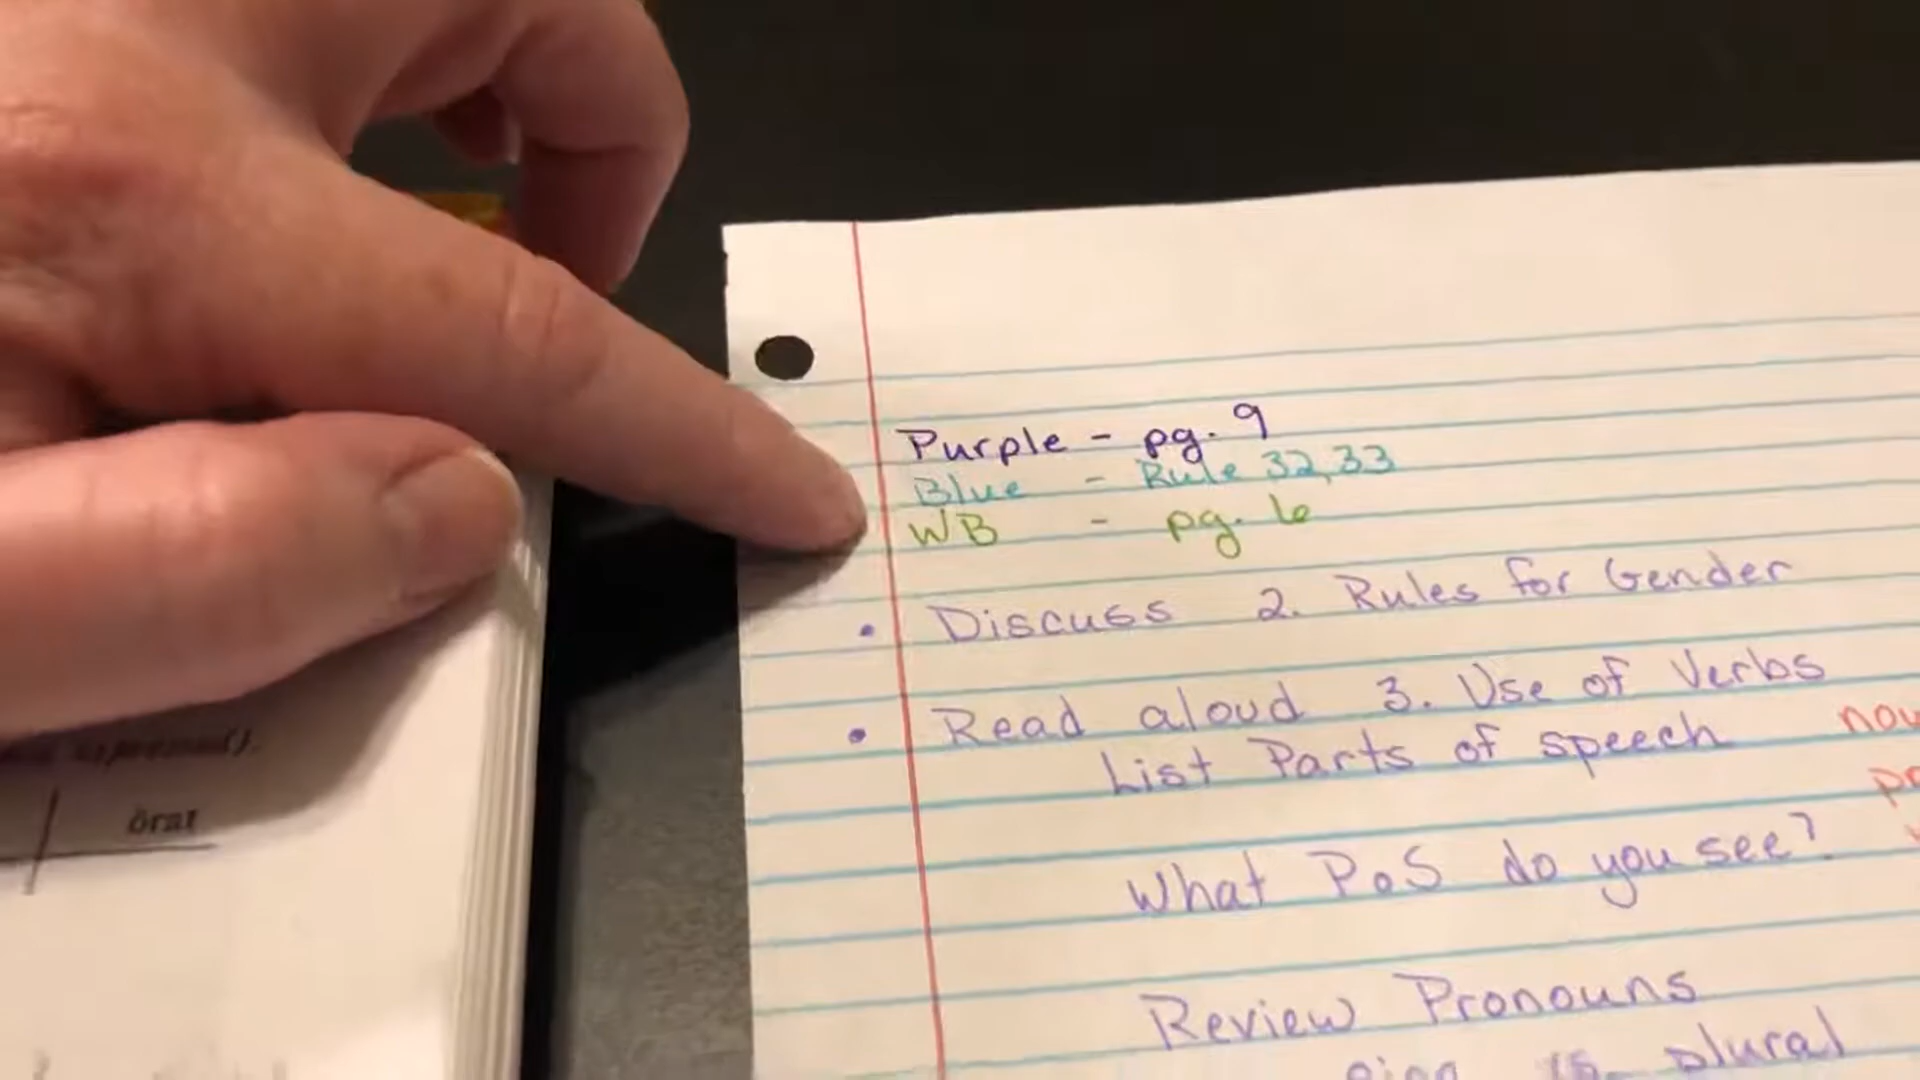 Purple - pg. 9
Blue - Rule 32,33
WB - pg. 6
• Discuss 2. Rules for Gender
• Read aloud 3. Use of Verbs
List Parts of speech
What PoS do you see?
Review Pronouns
plural